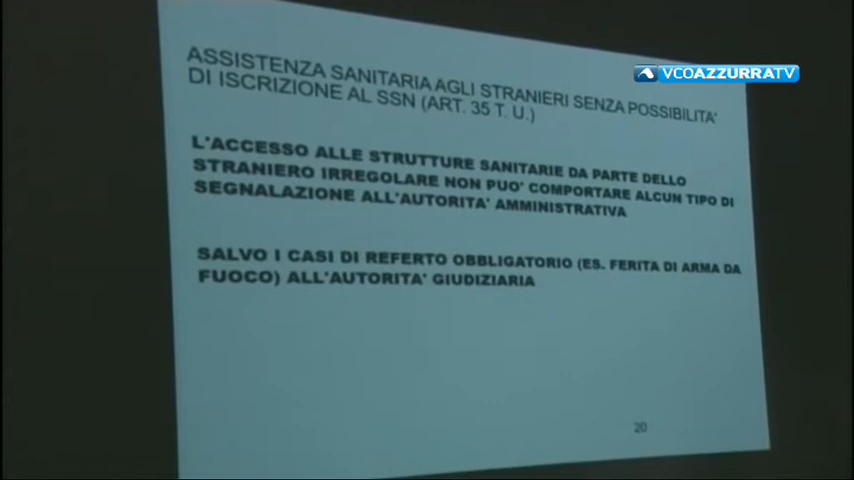 VCOAZZURRATV
ASSISTENZA SANITARIA AGLI STRANIERI SENZA POSSIBILITA'
DI ISCRIZIONE AL SSN (ART. 35 T. U.)
L'ACCESSO ALLE STRUTTURE SANITARIE DA PARTE DELLO
STRANIERO IRREGOLARE NON PUO' COMPORTARE ALCUN TIPO DI
SEGNALAZIONE ALL'AUTORITA' AMMINISTRATIVA
SALVO I CASI DI REFERTO OBBLIGATORIO (ES. FERITA DI ARMA DA
FUOCO) ALL'AUTORITA' GIUDIZIARIA
20